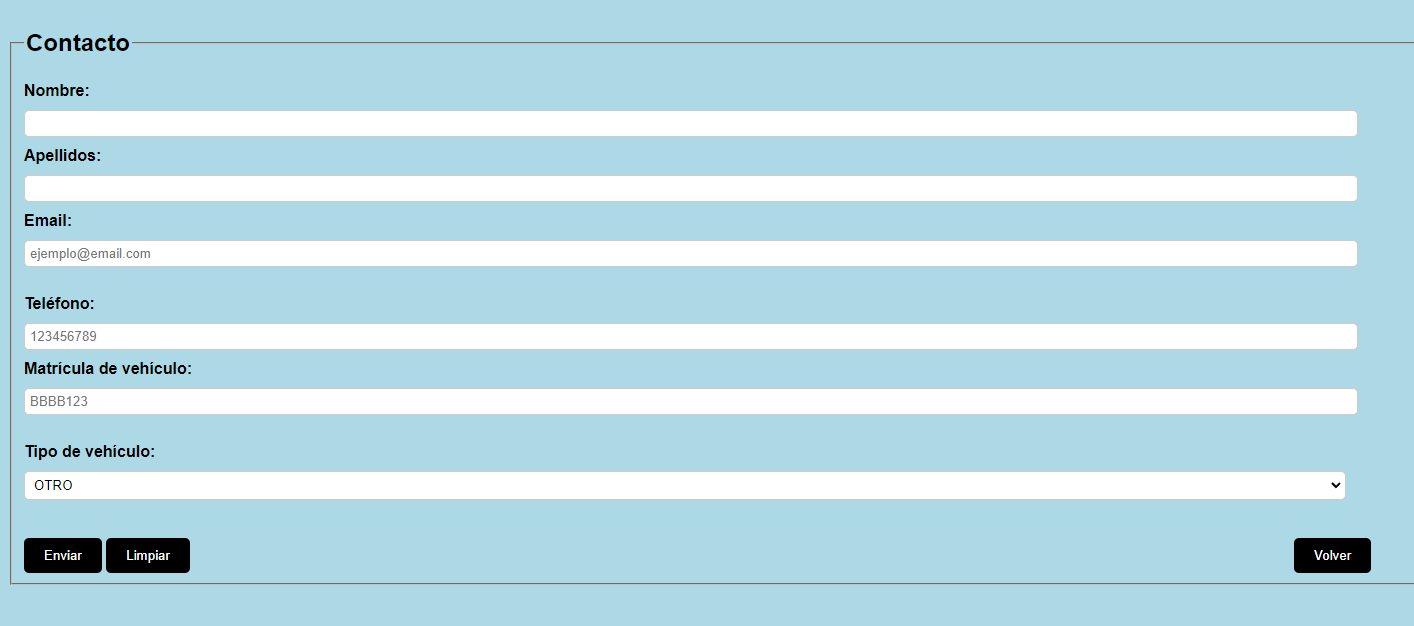 Contacto
Nombre:
Apellidos:
Email:
ejemplo@email.com
Teléfono:
123456789
Matrícula de vehículo:
BBBB123
Tipo de vehículo:
OTRO
Enviar Limpiar Volver